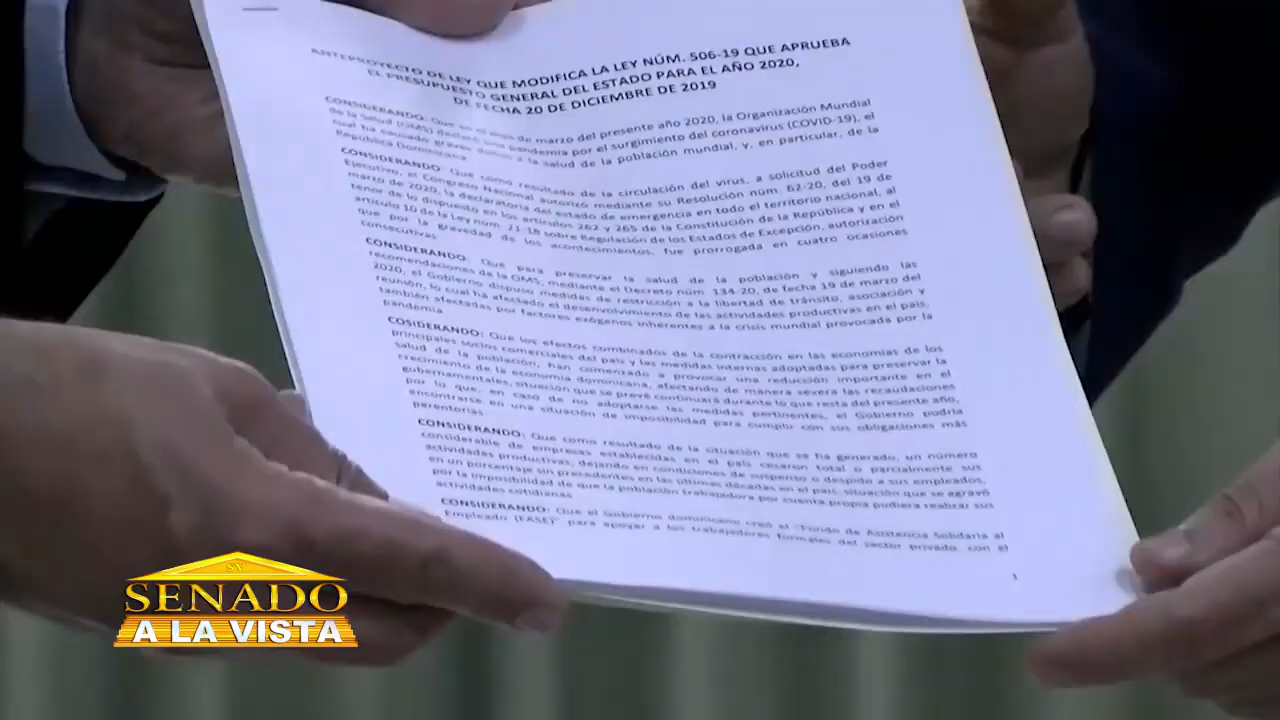 ANTEPROYECTO DE LEY QUE MODIFICA LA LEY NÚM. 506-19 QUE APRUEBA
EL PRESUPUESTO GENERAL DEL ESTADO PARA EL AÑO 2020,
DE FECHA 20 DE DICIEMBRE DE 2019
CONSIDERANDO: Que en el mes de marzo del presente año 2020, la Organización Mundial
de la Salud (OMS) declaró una pandemia por el surgimiento del coronavirus (COVID-19), el
cual ha causado graves daños a la salud de la población mundial, y, en particular, de la
República Dominicana
CONSIDERANDO: Que como resultado de la circulación del virus, a solicitud del Poder
Ejecutivo, el Congreso Nacional autorizó mediante su Resolución núm. 62-20, del 19 de
marzo de 2020, la declaratoria del estado de emergencia en todo el territorio nacional, al
tenor de lo dispuesto en los artículos 262 y 265 de la Constitución de la República y en el
artículo 10 de la Ley num 21-18 sobre Regulación de los Estados de Excepción, autorización
que por la gravedad de los acontecimientos, fue prorrogada en cuatro ocasiones
consecutivas
CONSIDERANDO: Que para preservar la salud de la población y siguiendo las
recomendaciones de la OMS, mediante el Decreto núm. 134-20, de fecha 19 de marzo del
2020, el Gobierno dispuso medidas de restricción a la libertad de tránsito, asociación y
reunión, lo cual ha afectado el desenvolvimiento de las actividades productivas en el país,
también afectadas por factores exógenos inherentes a la crisis mundial provocada por la
pandemia
COSIDERANDO: Que los efectos combinados de la contracción en las economías de los
principales socios comerciales del país y las medidas internas adoptadas para preservar la
salud de la población, han comenzado a provocar una reducción importante en el
crecimiento de la economía dominicana, afectando de manera severa las recaudaciones
gubernamentales, situación que se prevé continuará durante lo que resta del presente año,
por lo que, en caso de no adoptarse las medidas pertinentes, el Gobierno podría
encontrarse en una situación de imposibilidad para cumplir con sus obligaciones más
perentorias
CONSIDERANDO: Que como resultado de la situación que se ha generado, un número
considerable de empresas establecidas en el país cesaron total o parcialmente sus
actividades productivas, dejando en condiciones de suspenso o despido a sus empleados,
en un porcentaje sin precedentes en las últimas décadas en el país, situación que se agravó
por la imposibilidad de que la población trabajadora por cuenta propia pudiera realizar sus
actividades cotidianas
CONSIDERANDO: Que el Gobierno dominicano creó el "Fondo de Asistencia Solidaria al
Empleado (FASE)" para apoyar a los trabajadores formales del sector privado, con el
1
SV
SENADO
A LA VISTA